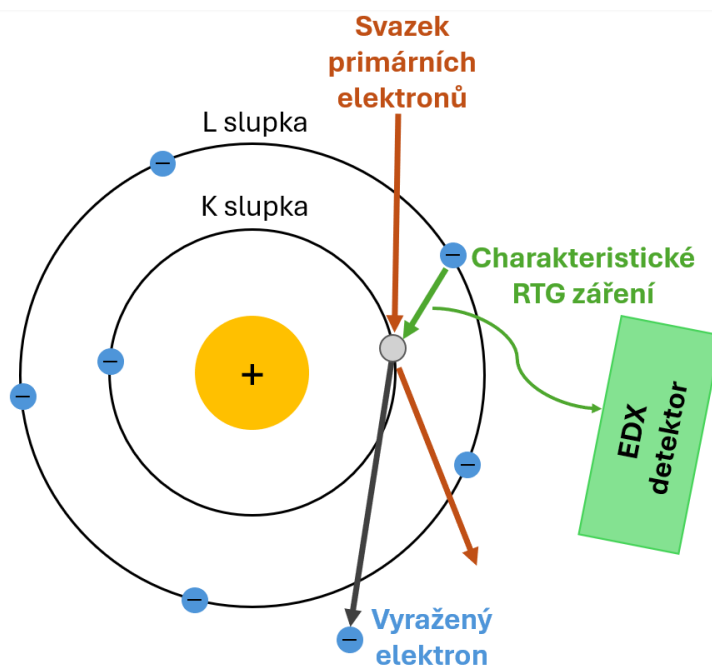 Svazek
primárních
elektronů
L slupka
K slupka
Charakteristické
RTG záření
+
EDX
detektor
−
−
−
−
−
−
−
Vyražený
elektron